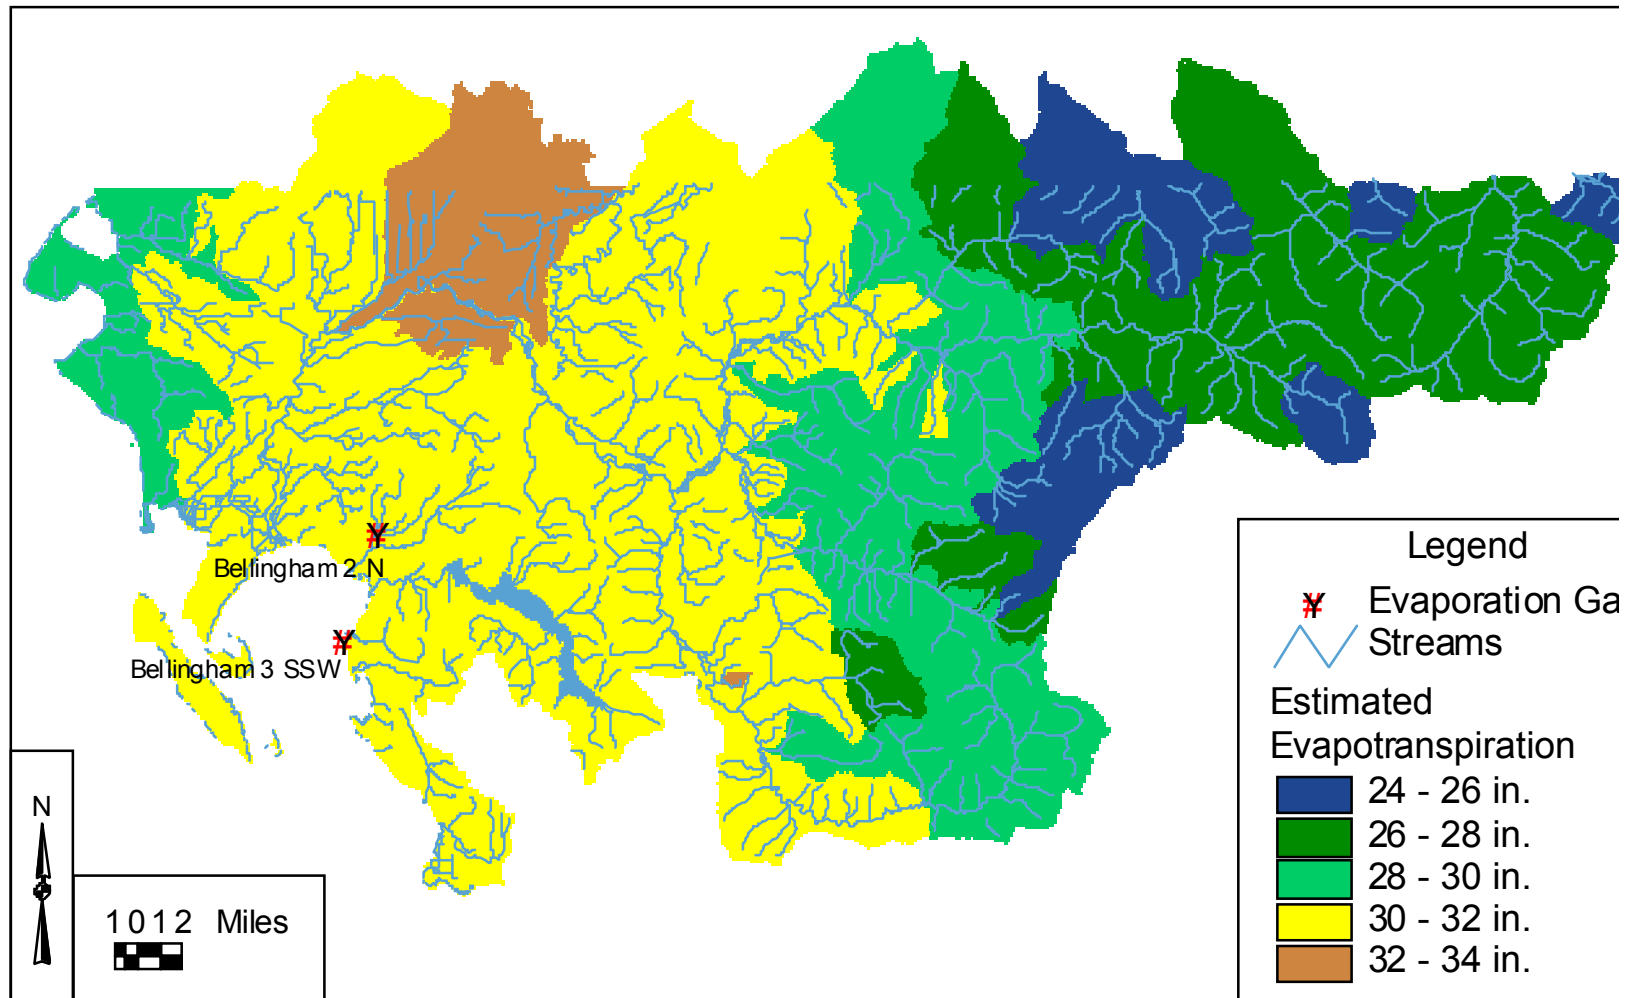 Bellingham 2 N
Bellingham 3 SSW
N
1 0 1 2 Miles
Legend
Evaporation Ga
Streams
Estimated
Evapotranspiration
24 - 26 in.
26 - 28 in.
28 - 30 in.
30 - 32 in.
32 - 34 in.